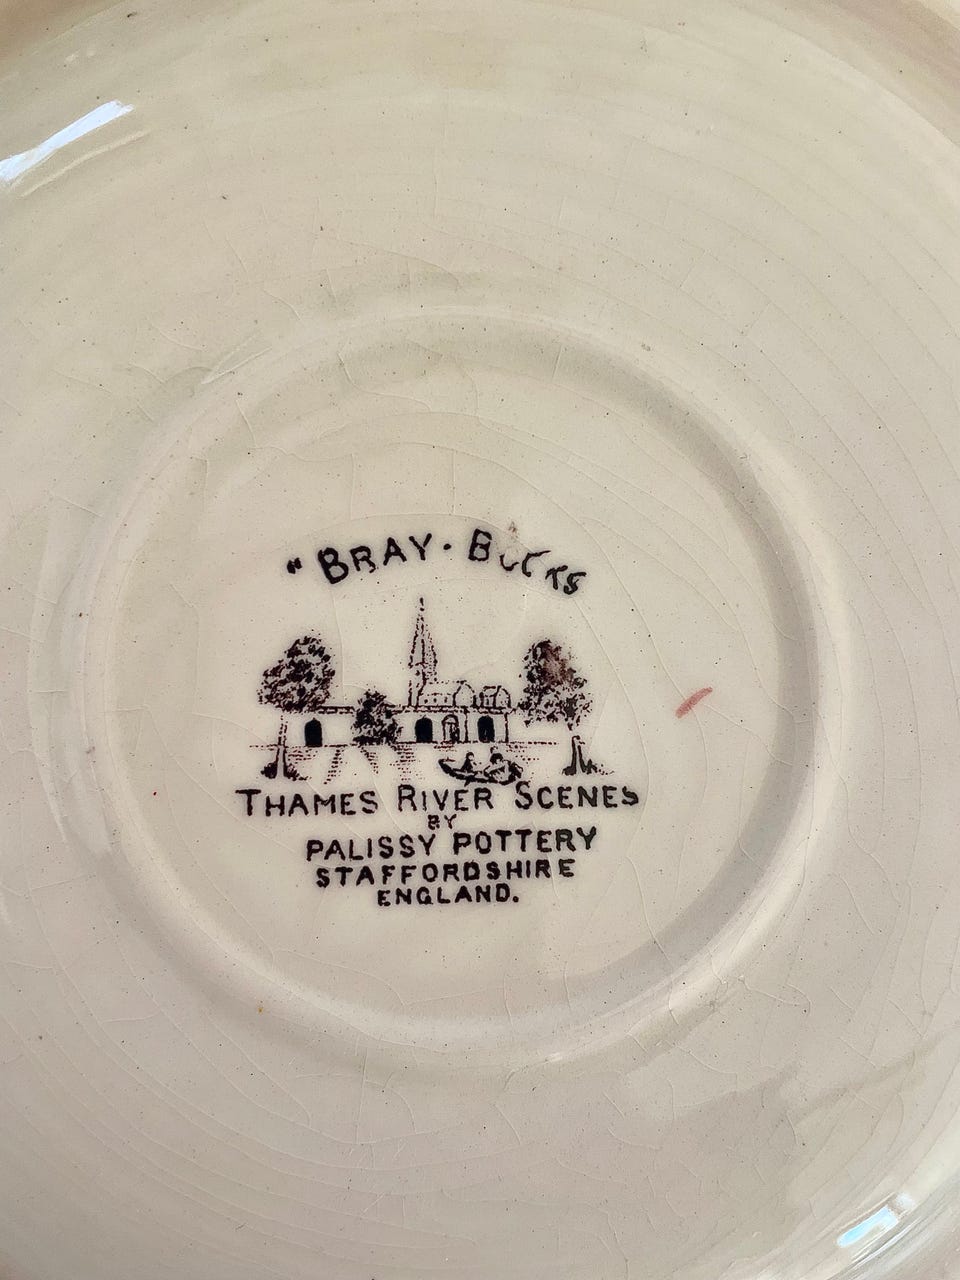 "BRAY · BUCKS
THAMES RIVER SCENES
BY
PALISSY POTTERY
STAFFORDSHIRE
ENGLAND.